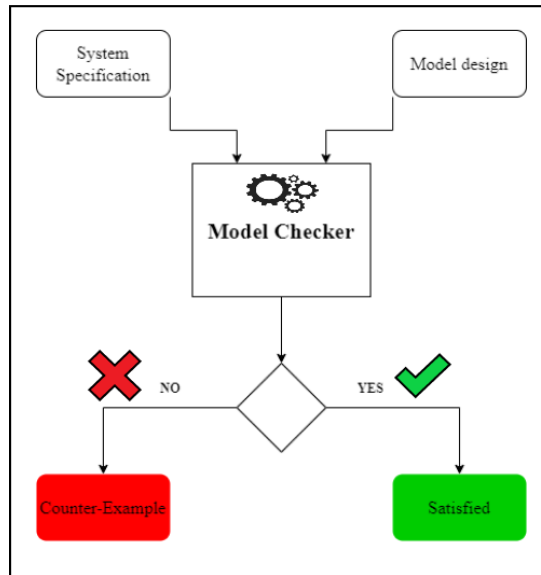 System
Specification
Model design
Model Checker
NO
YES
Counter-Example
Satisfied